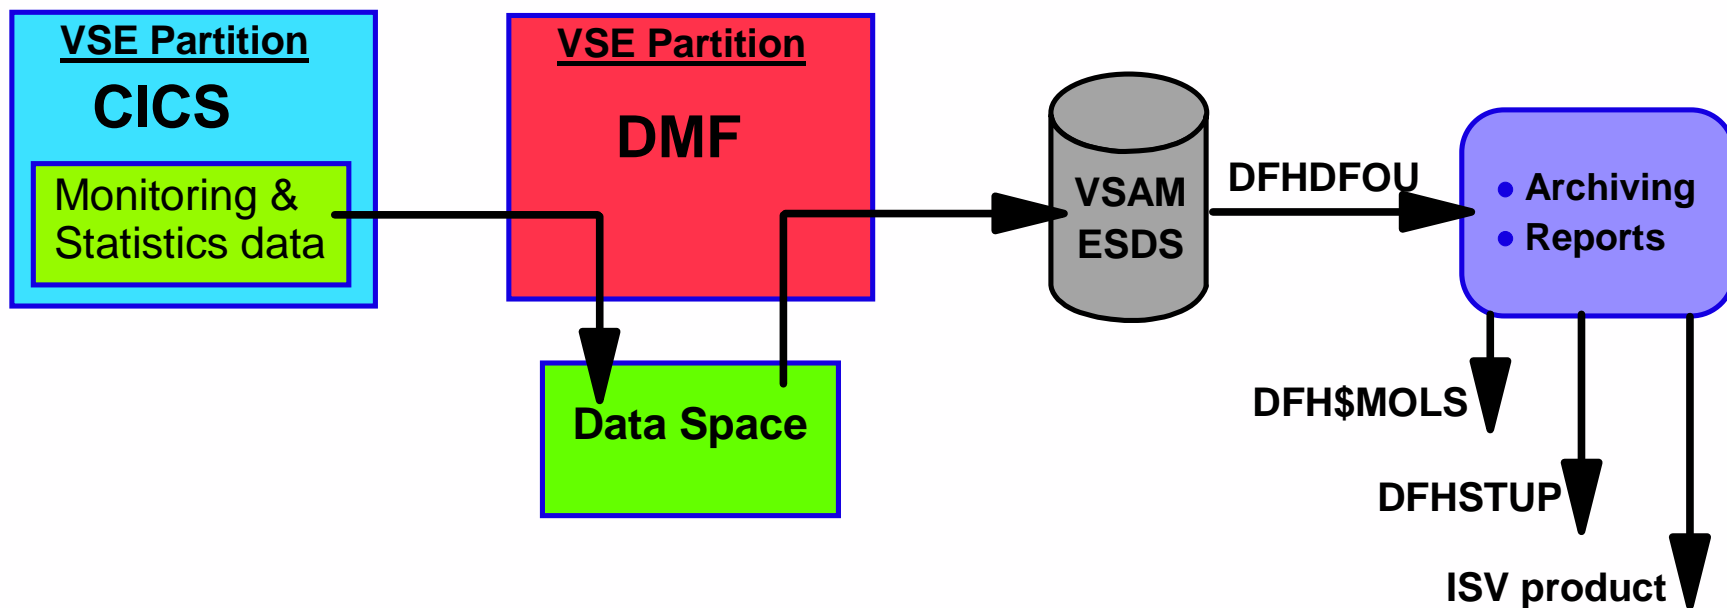 VSE Partition
CICS
Monitoring &
Statistics data
VSE Partition
DMF
Data Space
VSAM
ESDS
DFHDFOU
• Archiving
• Reports
DFH$MOLS
DFHSTUP
ISV product